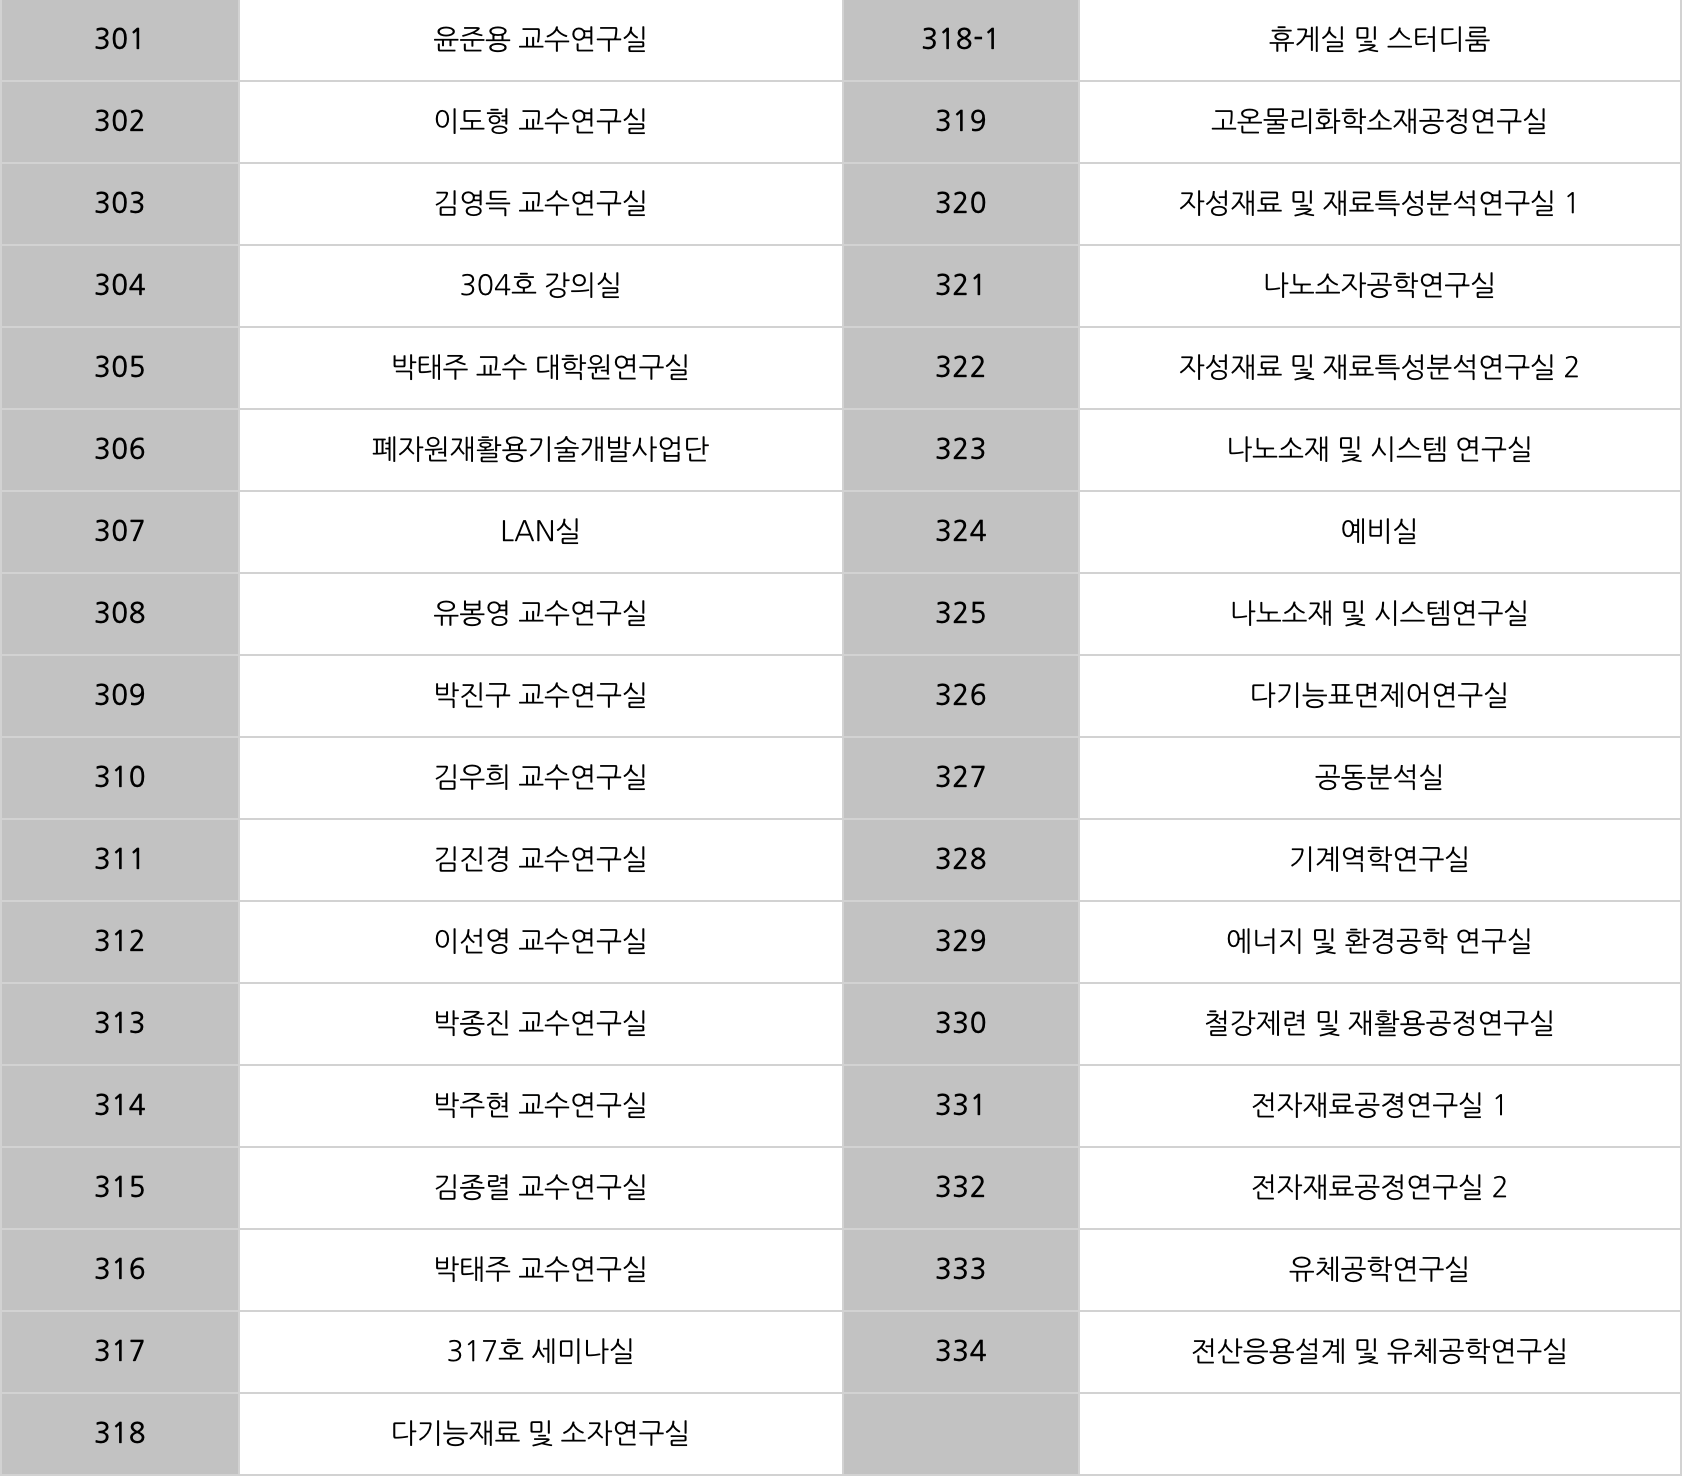 301 윤준용 교수연구실 318-1 휴게실 및 스터디룸
302 이도형 교수연구실 319 고온물리화학소재공정연구실
303 김영득 교수연구실 320 자성재료 및 재료특성분석연구실 1
304 304호 강의실 321 나노소자공학연구실
305 박태주 교수 대학원연구실 322 자성재료 및 재료특성분석연구실 2
306 폐자원재활용기술개발사업단 323 나노소재 및 시스템 연구실
307 LAN실 324 예비실
308 유봉영 교수연구실 325 나노소재 및 시스템연구실
309 박진구 교수연구실 326 다기능표면제어연구실
310 김우희 교수연구실 327 공동분석실
311 김진경 교수연구실 328 기계역학연구실
312 이선영 교수연구실 329 에너지 및 환경공학 연구실
313 박종진 교수연구실 330 철강제련 및 재활용공정연구실
314 박주현 교수연구실 331 전자재료공졍연구실 1
315 김종렬 교수연구실 332 전자재료공정연구실 2
316 박태주 교수연구실 333 유체공학연구실
317 317호 세미나실 334 전산응용설계 및 유체공학연구실
318 다기능재료 및 소자연구실